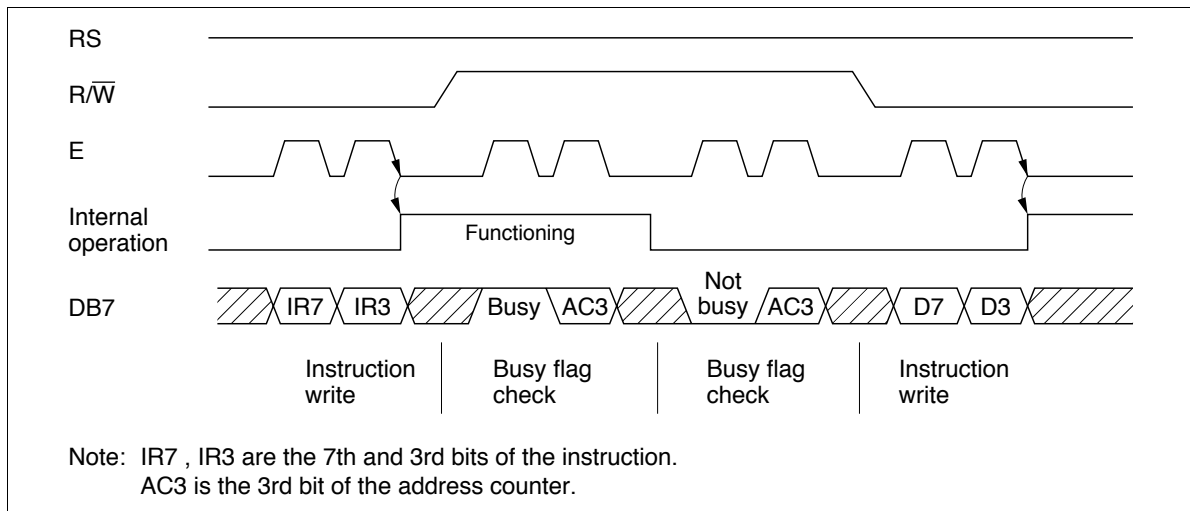 RS
R/W̅
E
Internal
operation
Functioning
DB7
IR7 IR3 Busy AC3 Not
busy AC3 D7 D3
Instruction
write
Busy flag
check
Busy flag
check
Instruction
write
Note: IR7 , IR3 are the 7th and 3rd bits of the instruction.
AC3 is the 3rd bit of the address counter.